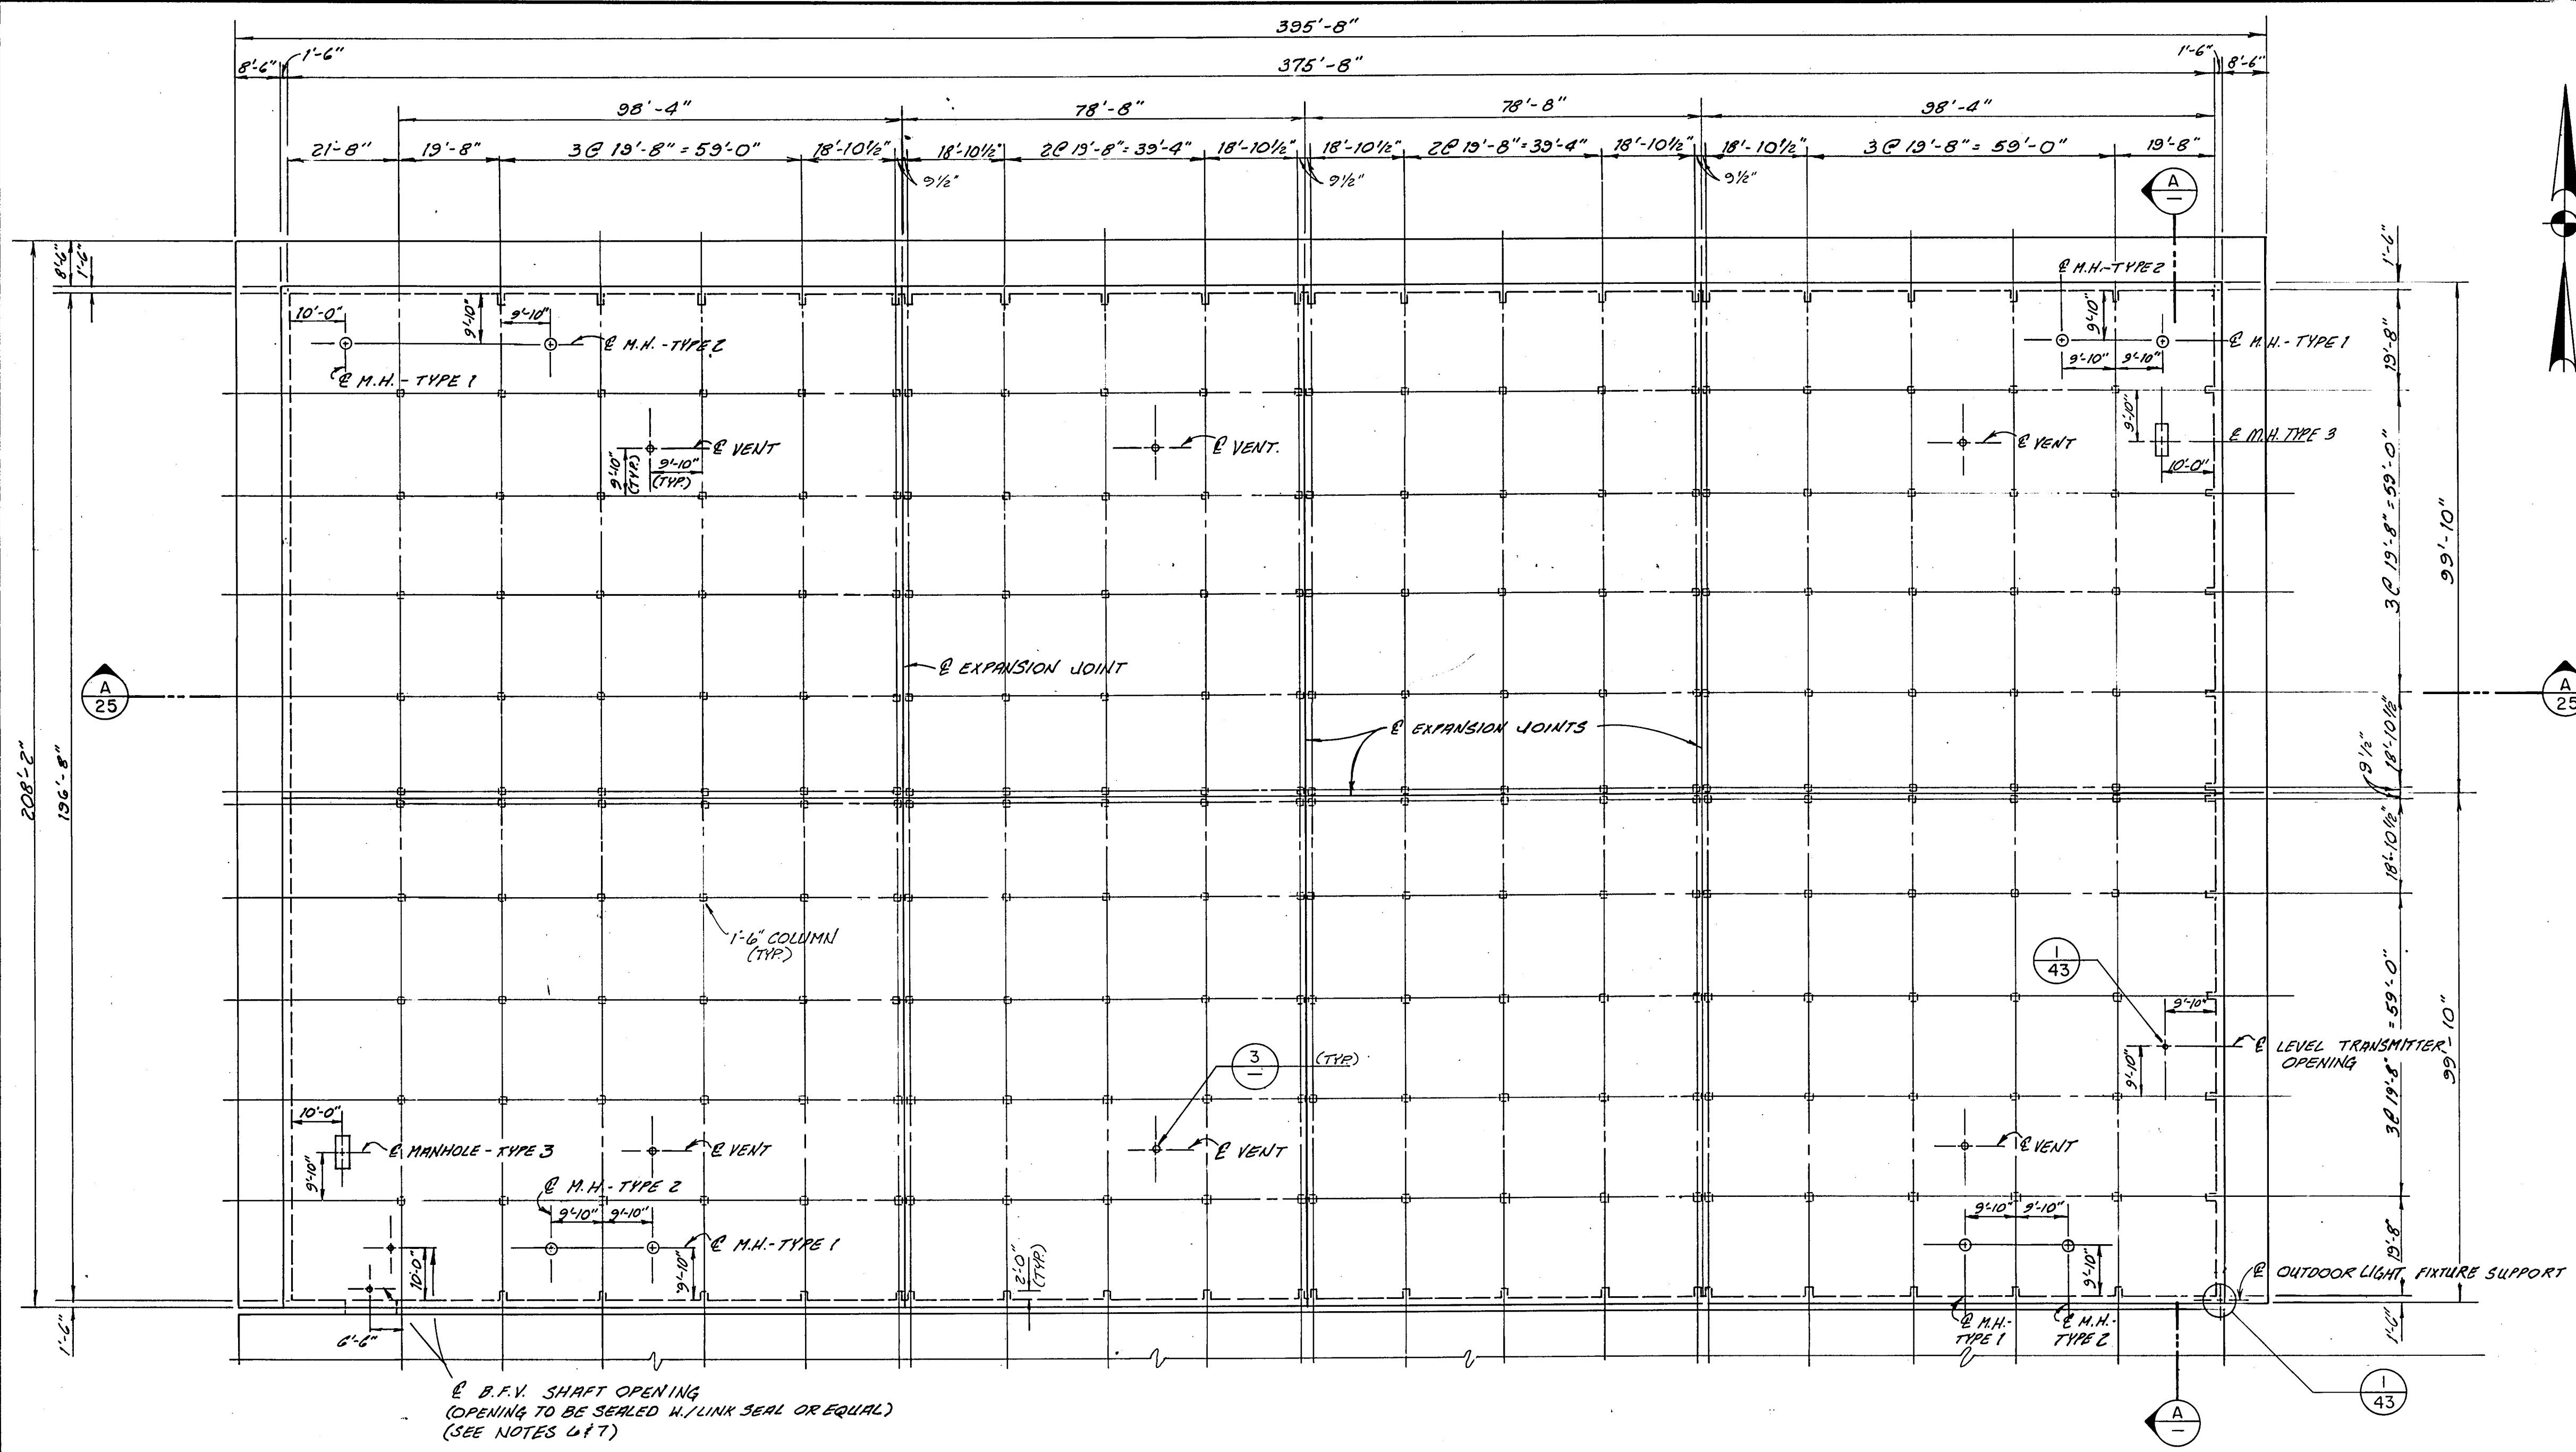 395'-8"
8'-6" 1'-6" 375'-8" 1'-6" 8'-6"
98'-4" 78'-8" 78'-8" 98'-4"
21'-8" 19'-8" 3@19'-8"=59'-0" 18'-10½" 18'-10½" 2@19'-8"=39'-4" 18'-10½" 18'-10½" 2@19'-8"=39'-4" 18'-10½" 18'-10½" 3@19'-8"=59'-0" 19'-8"
9½" 9½" 9½"
A
—
8'-6" 1'-6" 1'-6"
℄ M.H.-TYPE 2
10'-0" 9'-10" 9'-10" 9'-10"
℄ M.H.-TYPE 2
℄ M.H.-TYPE 1
9'-10" 9'-10"
℄ M.H.-TYPE 1
19'-8"
9'-10"
℄ VENT
℄ VENT.
℄ VENT
℄ M.H. TYPE 3
9'-10"
(TYP.)
9'-10"
(TYP.)
10'-0"
3@19'-8"=59'-0"
99'-10"
℄ EXPANSION JOINT
A
25
A
25
℄ EXPANSION JOINTS
208'-2"
196'-8"
9½"
18'-10½"
18'-10½"
1'-6" COLUMN
(TYP.)
1
43
9'-10"
3@19'-8"=59'-0"
99'-10"
3
—
(TYP.)
℄ LEVEL TRANSMITTER
OPENING
9'-10"
10'-0"
℄ MANHOLE-TYPE 3
9'-10"
℄ VENT
℄ VENT
℄ VENT
℄ M.H.-TYPE 2
9'-10" 9'-10"
℄ M.H.-TYPE 1
9'-10"
10'-0"
2'-0"
(TYP.)
9'-10" 9'-10"
9'-10"
19'-8"
℄ OUTDOOR LIGHT FIXTURE SUPPORT
1'-6"
6'-6"
℄ M.H.-
TYPE 1
℄ M.H.-
TYPE 2
1'-6"
℄ B.F.V. SHAFT OPENING
(OPENING TO BE SEALED W./LINK SEAL OR EQUAL)
(SEE NOTES 6&7)
1
43
A
—